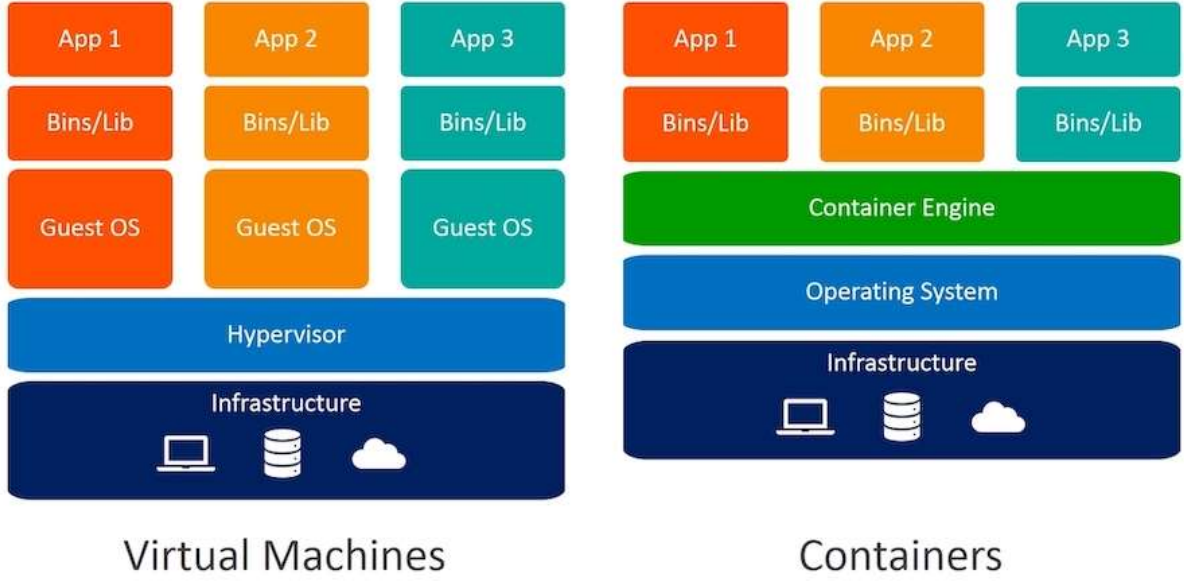 App 1
App 2
App 3
Bins/Lib
Bins/Lib
Bins/Lib
Guest OS
Guest OS
Guest OS
Hypervisor
Infrastructure
Virtual Machines
App 1
App 2
App 3
Bins/Lib
Bins/Lib
Bins/Lib
Container Engine
Operating System
Infrastructure
Containers